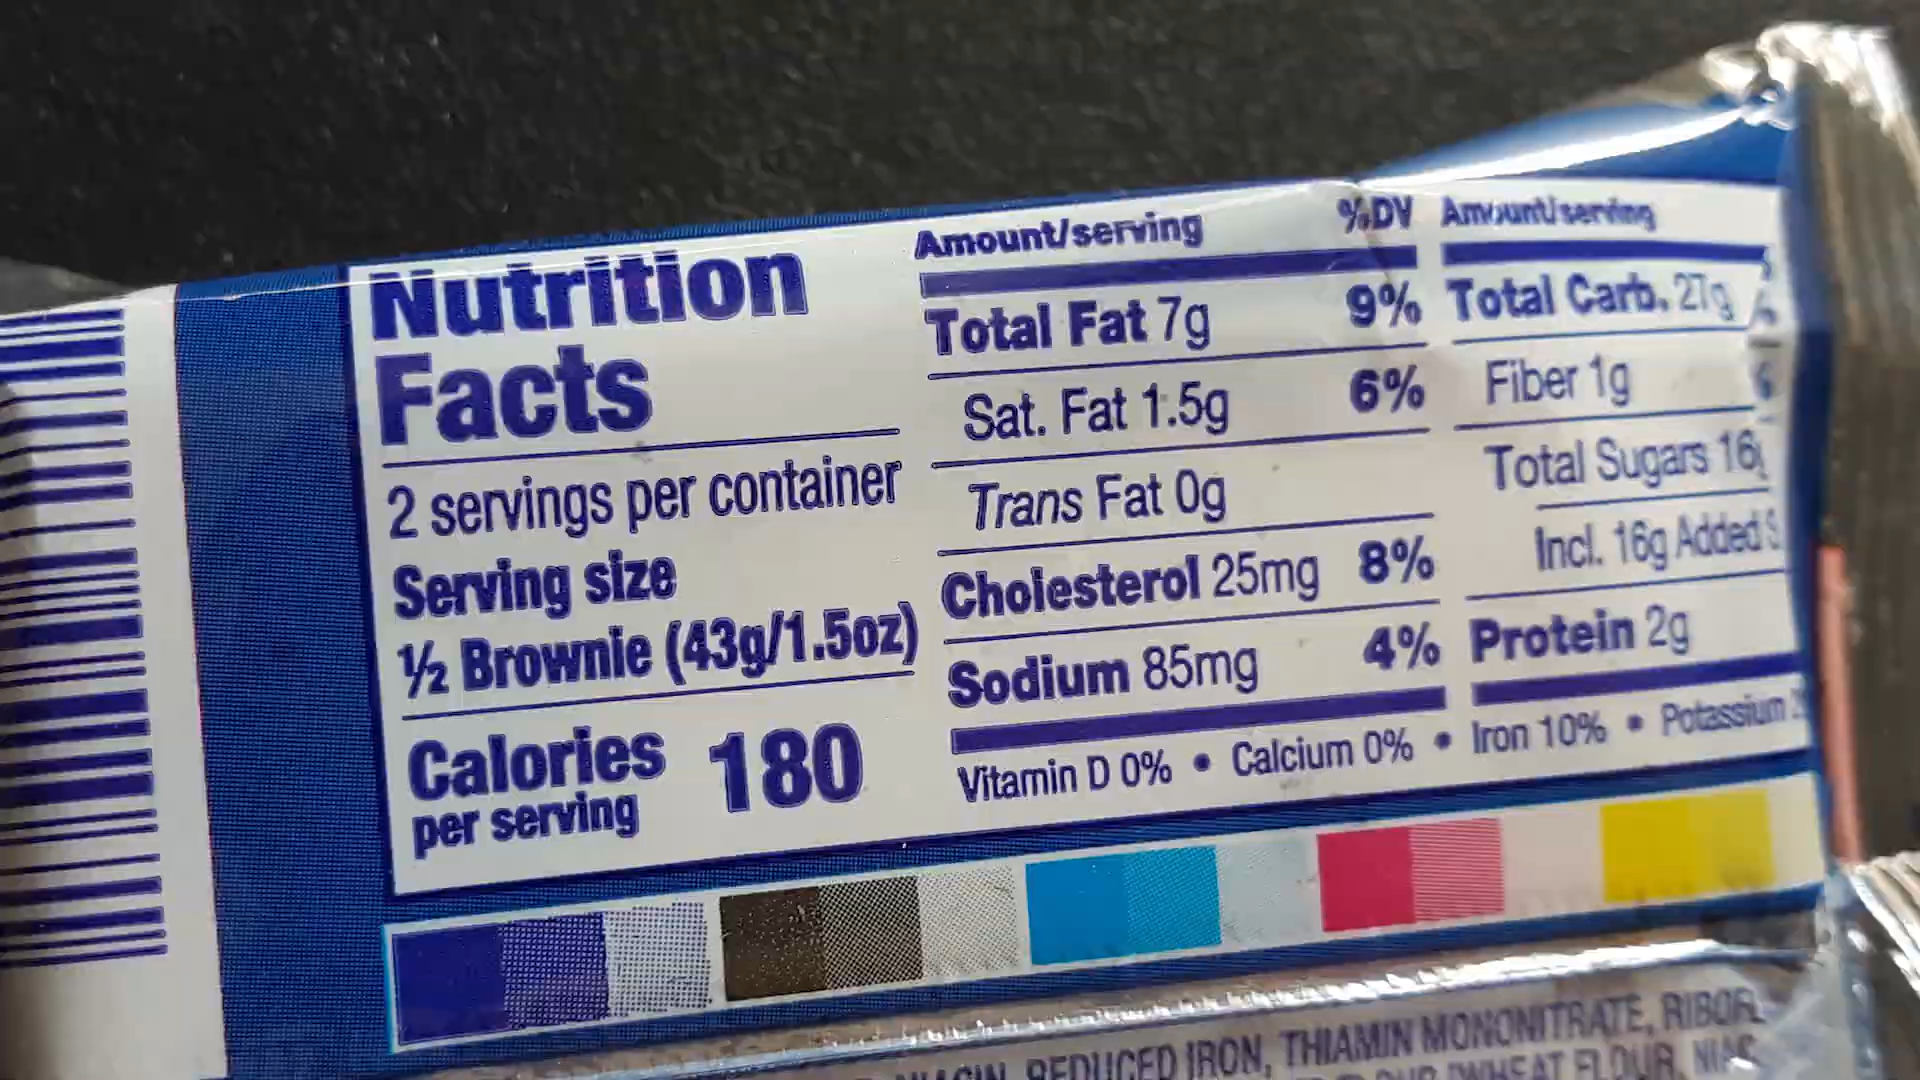 Nutrition
Facts
2 servings per container
Serving size
½ Brownie (43g/1.5oz)
Calories 180
per serving
Amount/serving %DV
Total Fat 7g 9%
Sat. Fat 1.5g 6%
Trans Fat 0g
Cholesterol 25mg 8%
Sodium 85mg 4%
Amount/serving
Total Carb. 27g
Fiber 1g
Total Sugars 16g
Incl. 16g Added
Protein 2g
Vitamin D 0% • Calcium 0% • Iron 10% • Potassium
REDUCED IRON, THIAMIN MONONITRATE,
FLOUR,